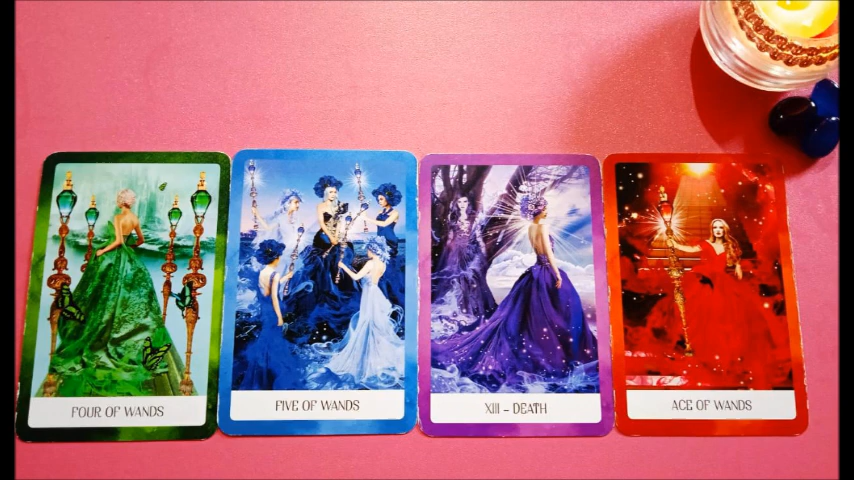 FOUR OF WANDS
FIVE OF WANDS
XIII – DEATH
ACE OF WANDS